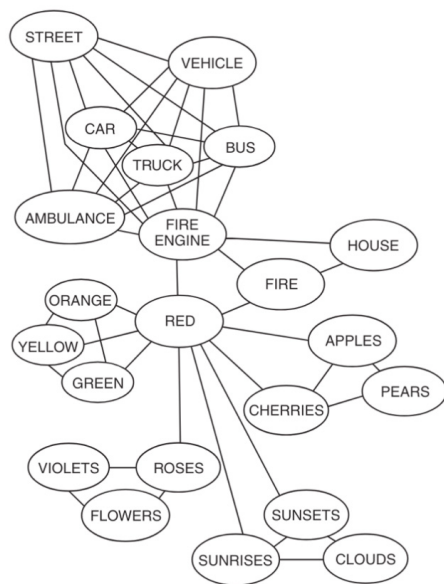 STREET
VEHICLE
CAR
BUS
TRUCK
AMBULANCE
FIRE
ENGINE
HOUSE
FIRE
ORANGE
RED
YELLOW
APPLES
GREEN
PEARS
CHERRIES
VIOLETS
ROSES
FLOWERS
SUNSETS
SUNRISES
CLOUDS